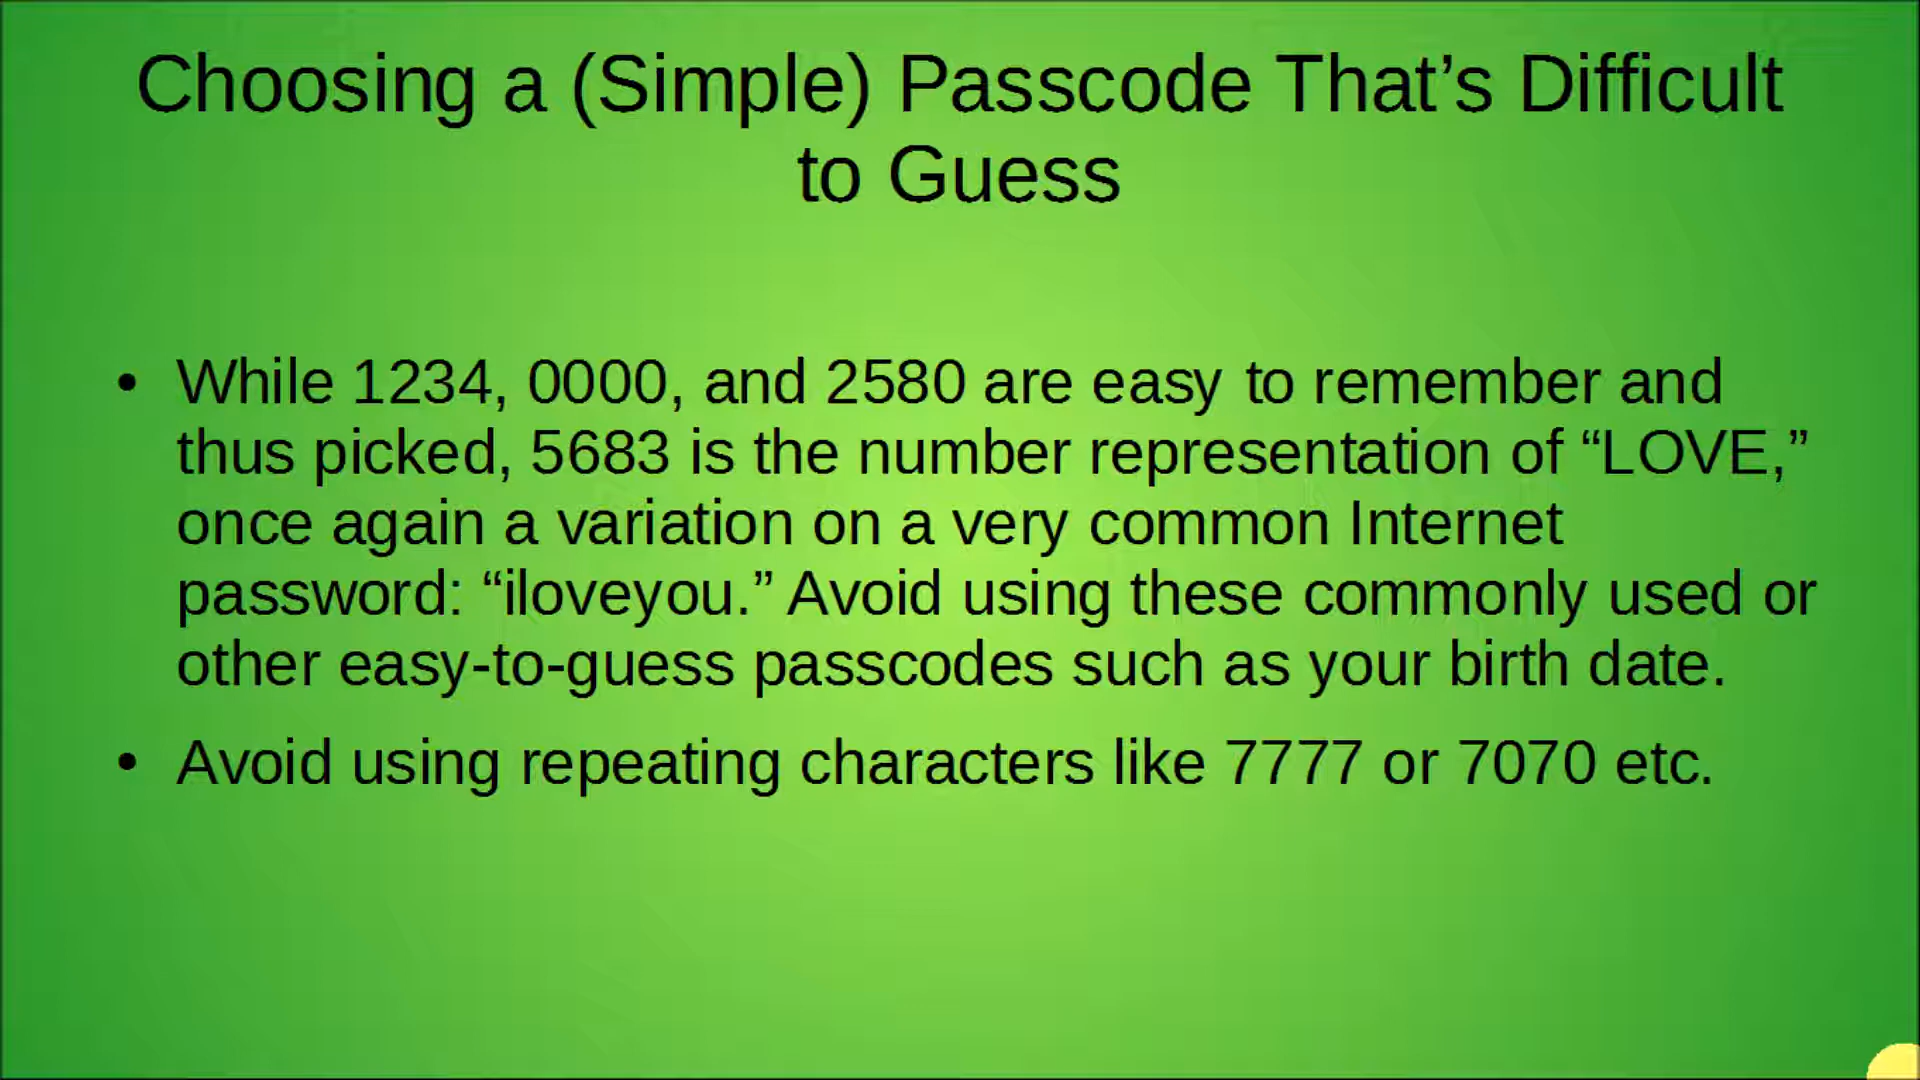 Choosing a (Simple) Passcode That’s Difficult
to Guess
• While 1234, 0000, and 2580 are easy to remember and
thus picked, 5683 is the number representation of “LOVE,”
once again a variation on a very common Internet
password: “iloveyou.” Avoid using these commonly used or
other easy-to-guess passcodes such as your birth date.
• Avoid using repeating characters like 7777 or 7070 etc.